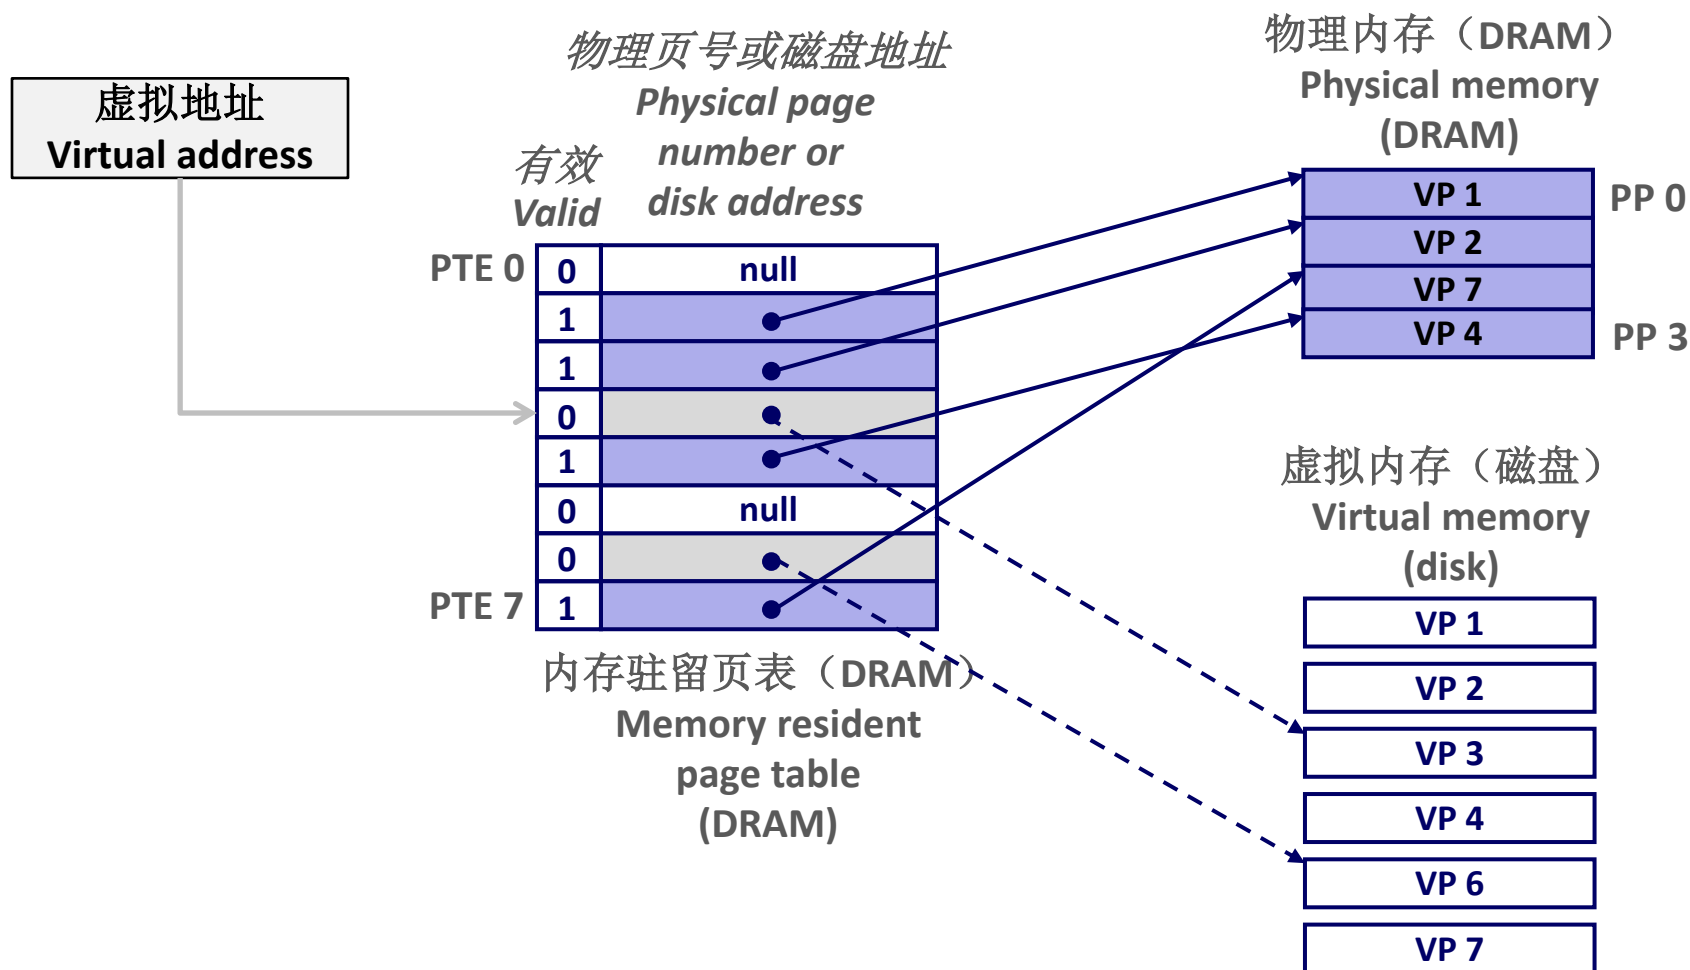 虚拟地址
Virtual address
物理页号或磁盘地址
Physical page
number or
disk address
有效
Valid
PTE 0
0
null
1
1
0
1
0
null
0
PTE 7
1
内存驻留页表（DRAM）
Memory resident
page table
(DRAM)
物理内存（DRAM）
Physical memory
(DRAM)
VP 1
PP 0
VP 2
VP 7
VP 4
PP 3
虚拟内存（磁盘）
Virtual memory
(disk)
VP 1
VP 2
VP 3
VP 4
VP 6
VP 7